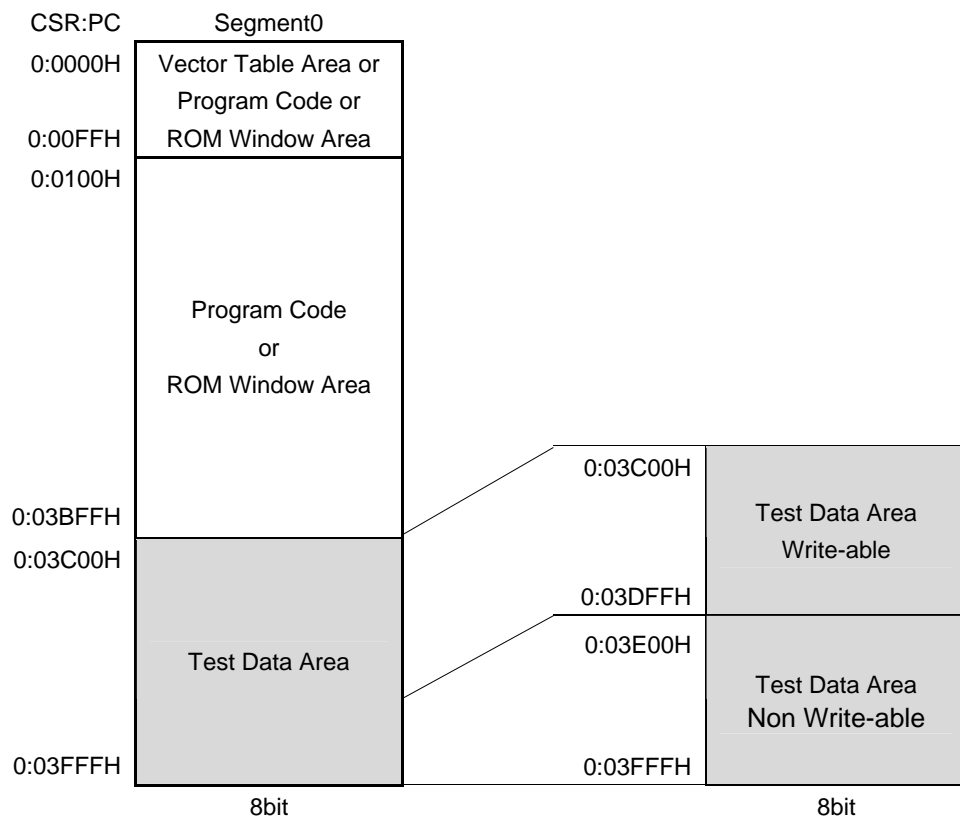 CSR:PC Segment0
0:0000H Vector Table Area or
Program Code or
0:00FFH ROM Window Area
0:0100H
Program Code
or
ROM Window Area
0:03BFFH
0:03C00H
Test Data Area
0:03FFFH
8bit
0:03C00H
Test Data Area
Write-able
0:03DFFH
0:03E00H
Test Data Area
Non Write-able
0:03FFFH
8bit